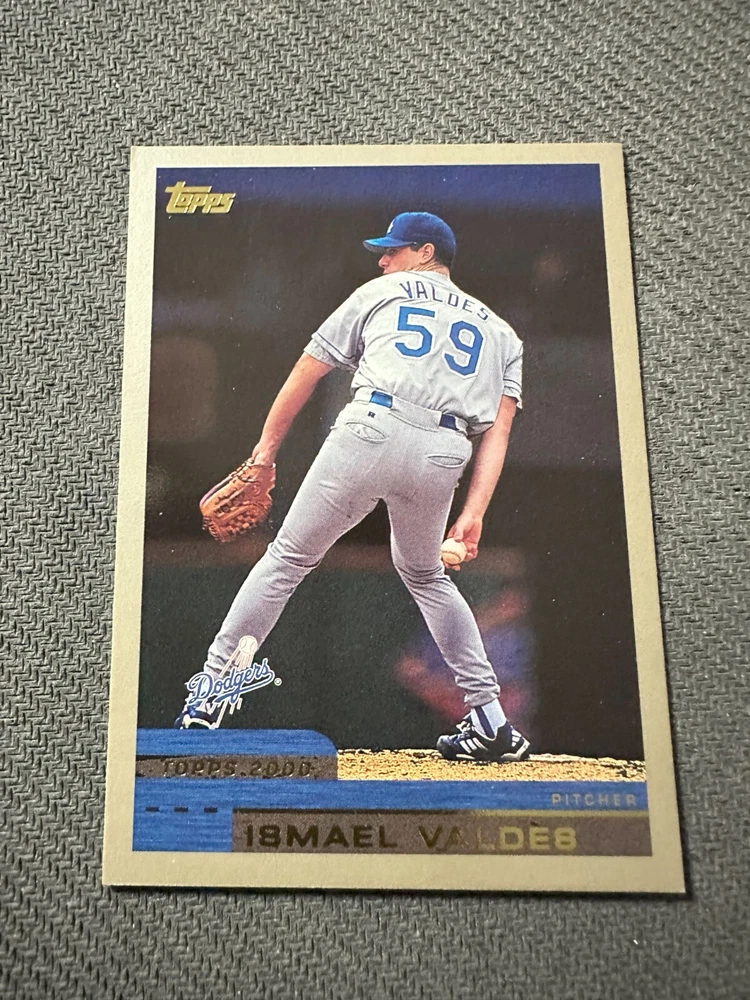 Topps
VALDES
59
Dodgers®
TOPPS.2000.
PITCHER
ISMAEL VALDES